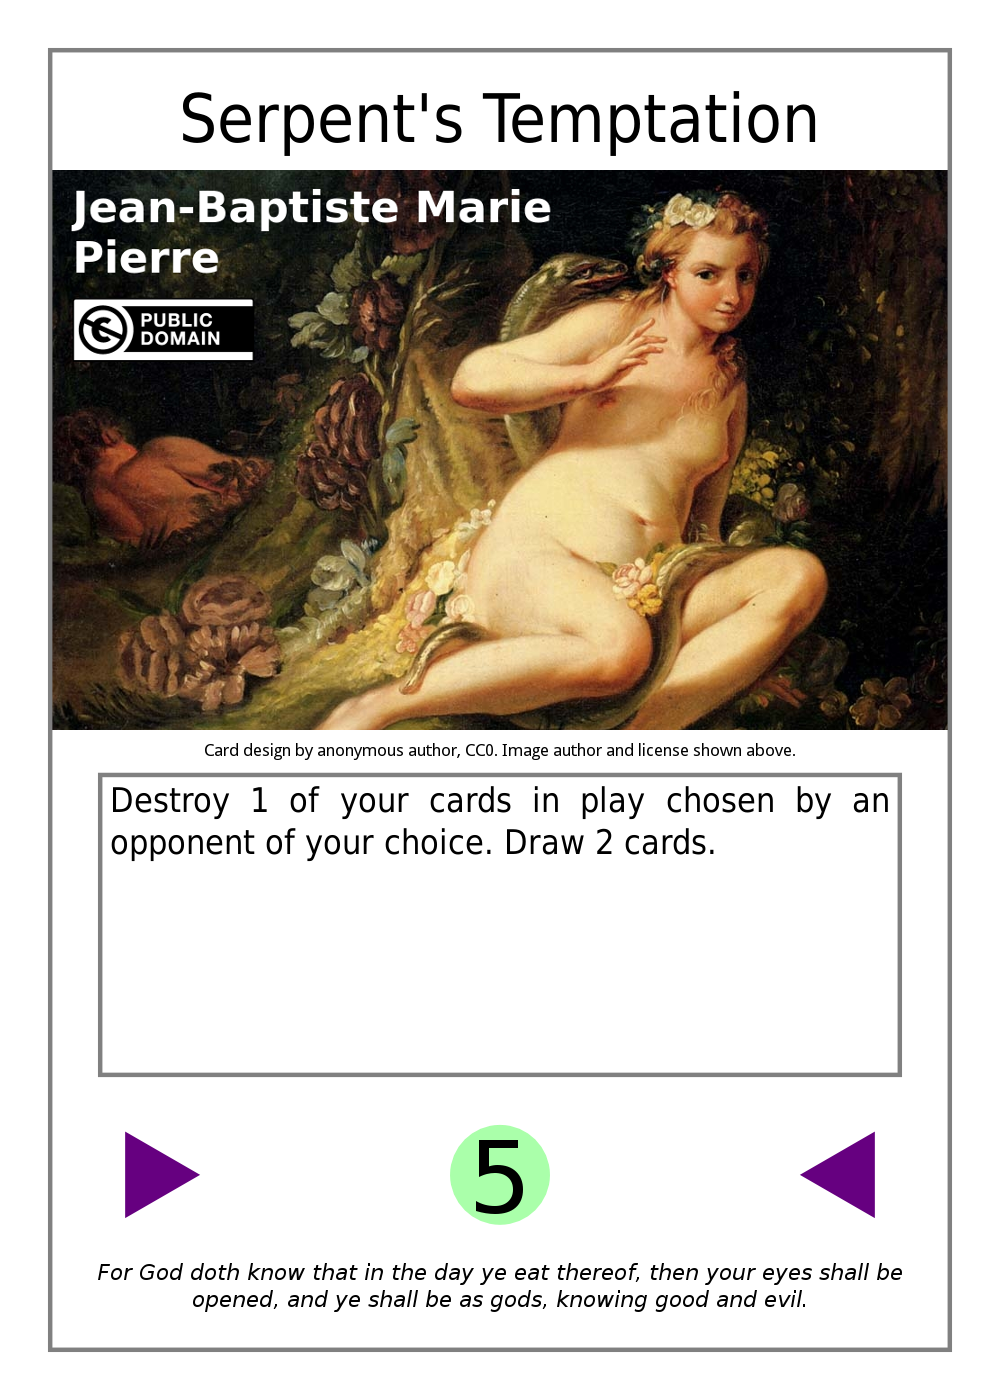 Serpent's Temptation
Jean-Baptiste Marie
Pierre
PUBLIC
DOMAIN
Card design by anonymous author, CC0. Image author and license shown above.
Destroy 1 of your cards in play chosen by an
opponent of your choice. Draw 2 cards.
5
For God doth know that in the day ye eat thereof, then your eyes shall be
opened, and ye shall be as gods, knowing good and evil.